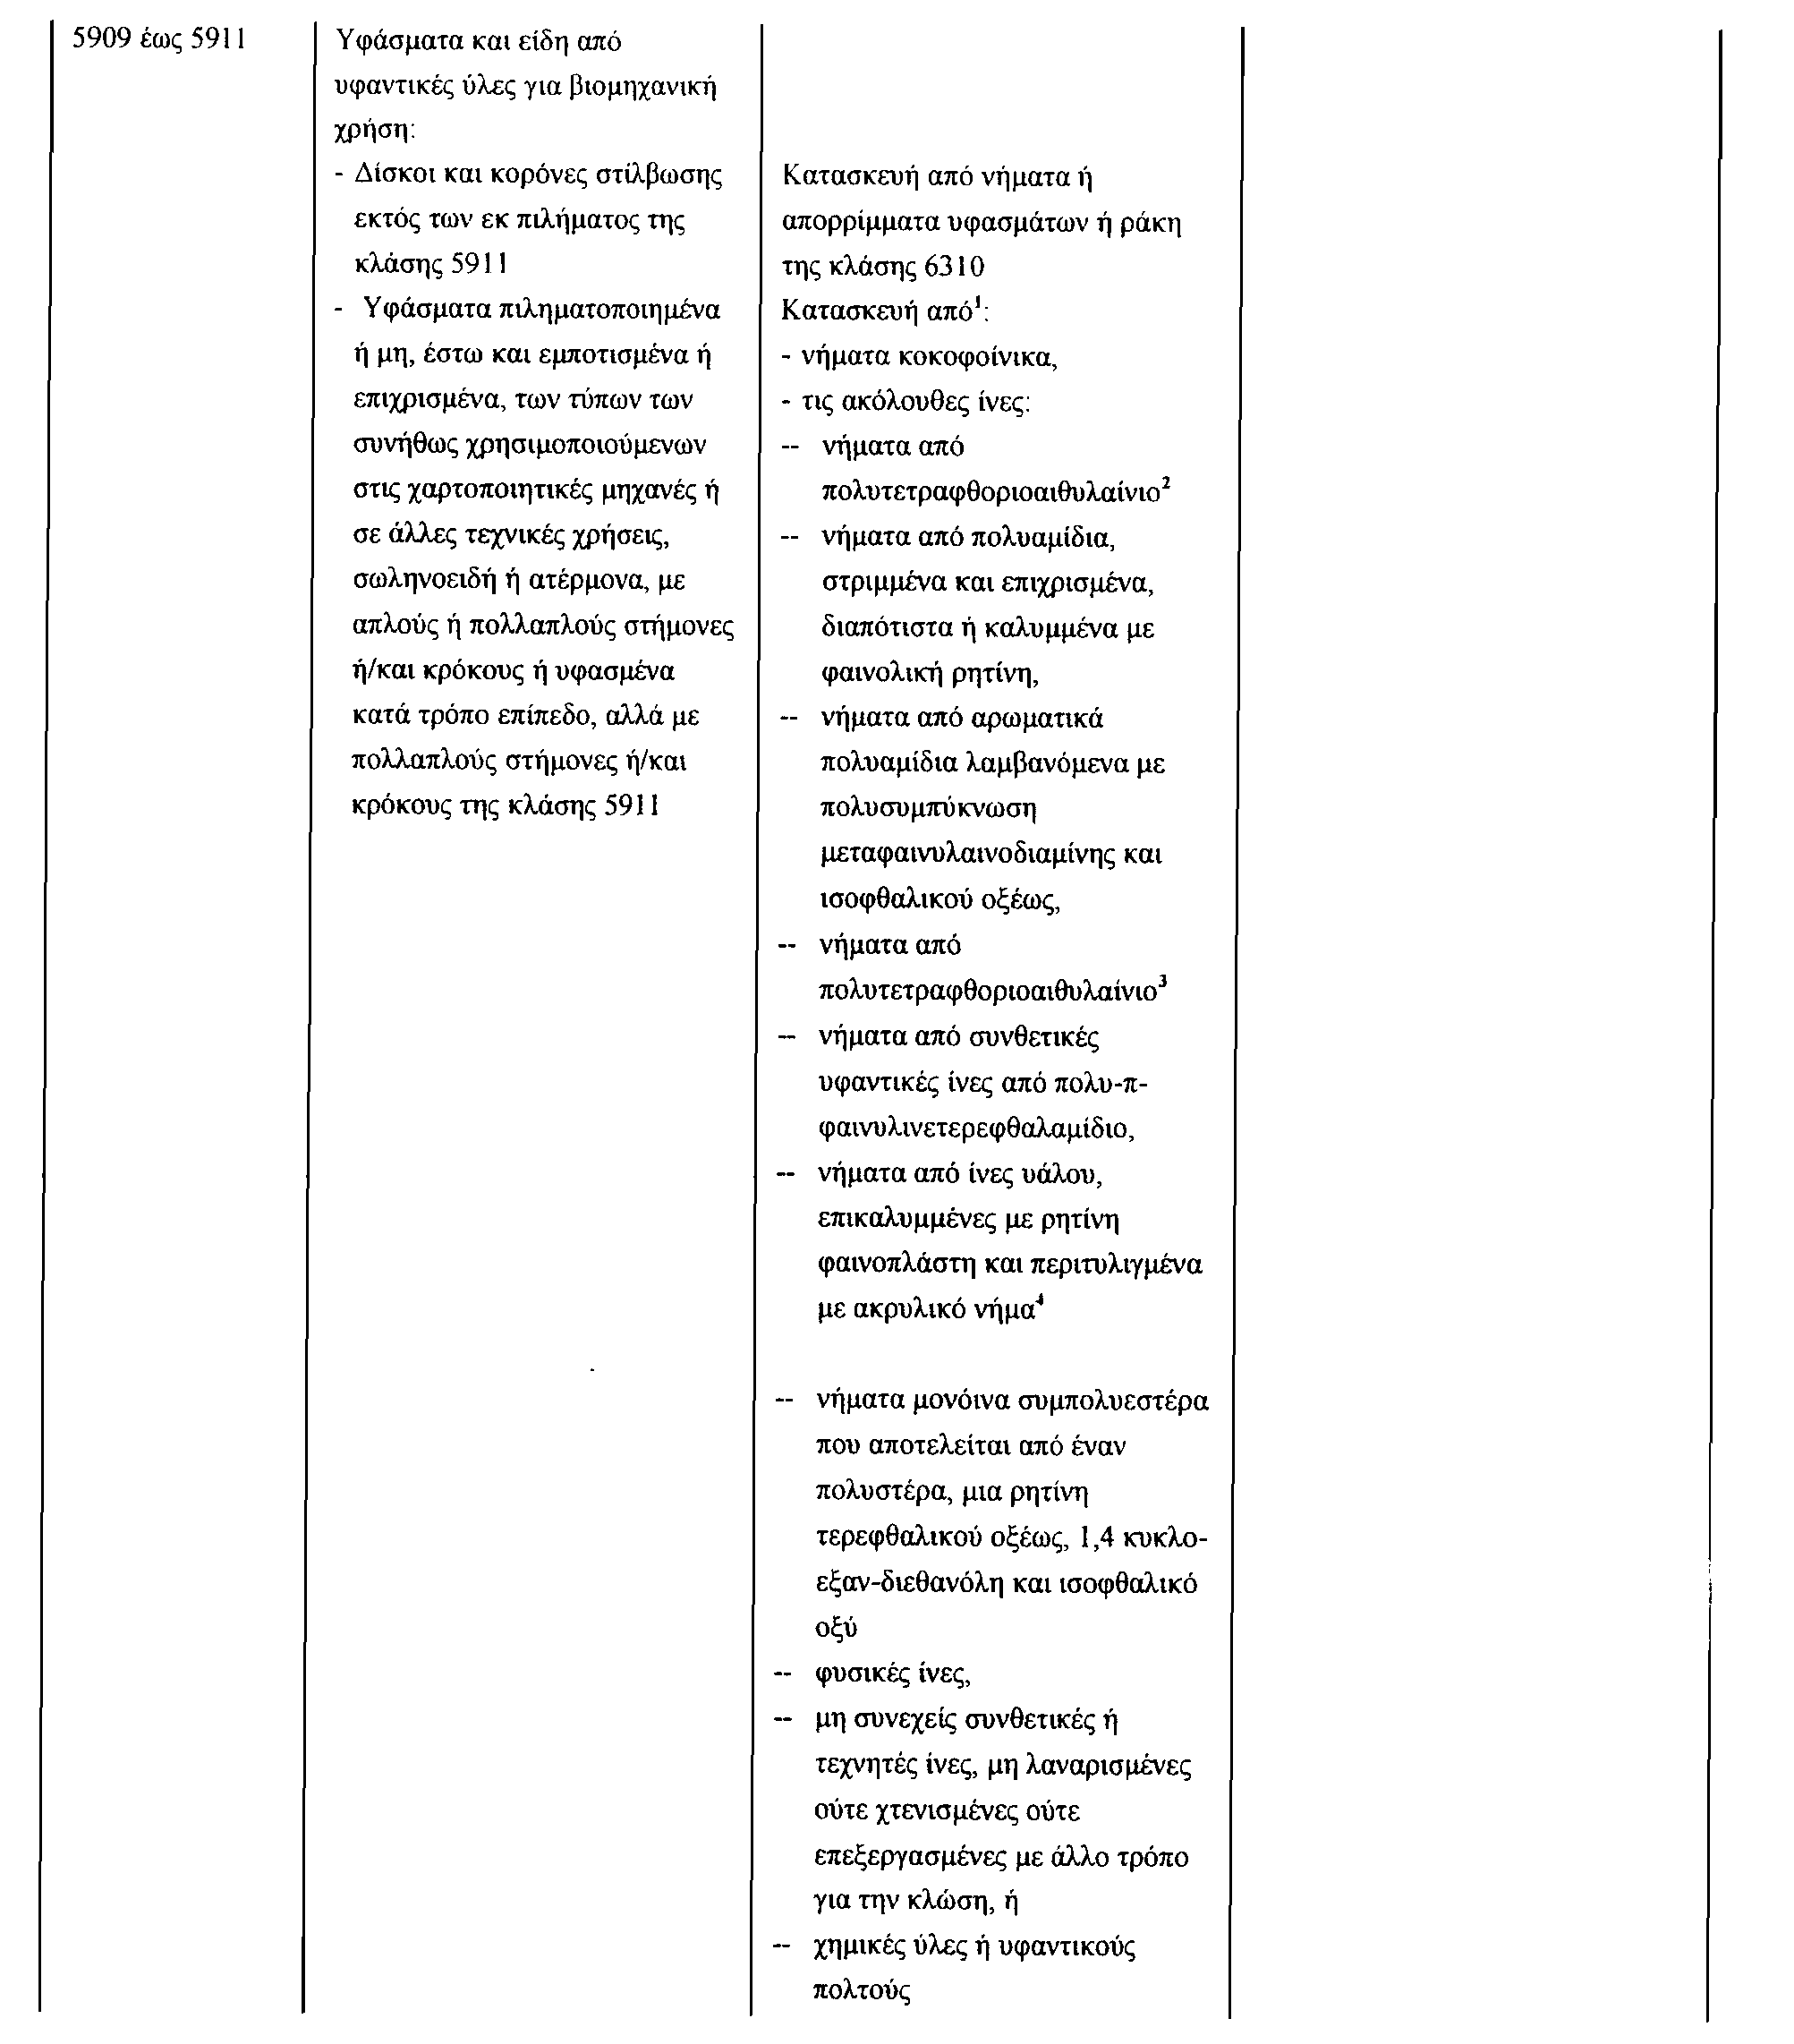 5909 έως 5911
Υφάσματα και είδη από
υφαντικές ύλες για βιομηχανική
χρήση:
- Δίσκοι και κορόνες στίλβωσης
εκτός των εκ πιλήματος της
κλάσης 5911
- Υφάσματα πιληματοποιημένα
ή μη, έστω και εμποτισμένα ή
επιχρισμένα, των τύπων των
συνήθως χρησιμοποιούμενων
στις χαρτοποιητικές μηχανές ή
σε άλλες τεχνικές χρήσεις,
σωληνοειδή ή ατέρμονα, με
απλούς ή πολλαπλούς στήμονες
ή/και κρόκους ή υφασμένα
κατά τρόπο επίπεδο, αλλά με
πολλαπλούς στήμονες ή/και
κρόκους της κλάσης 5911
Κατασκευή από νήματα ή
απορρίμματα υφασμάτων ή ράκη
της κλάσης 6310
Κατασκευή από¹:
- νήματα κοκοφοίνικα,
- τις ακόλουθες ίνες:
-- νήματα από
πολυτετραφθοριοαιθυλαίνιο²
-- νήματα από πολυαμίδια,
στριμμένα και επιχρισμένα,
διαπότιστα ή καλυμμένα με
φαινολική ρητίνη,
-- νήματα από αρωματικά
πολυαμίδια λαμβανόμενα με
πολυσυμπύκνωση
μεταφαινυλαινοδιαμίνης και
ισοφθαλικού οξέως,
-- νήματα από
πολυτετραφθοριοαιθυλαίνιο³
-- νήματα από συνθετικές
υφαντικές ίνες από πολυ-π-
φαινυλινετερεφθαλαμίδιο,
-- νήματα από ίνες υάλου,
επικαλυμμένες με ρητίνη
φαινοπλάστη και περιτυλιγμένα
με ακρυλικό νήμα⁴
-- νήματα μονόινα συμπολυεστέρα
που αποτελείται από έναν
πολυστέρα, μια ρητίνη
τερεφθαλικού οξέως, 1,4 κυκλο-
εξαν-διεθανόλη και ισοφθαλικό
οξύ
-- φυσικές ίνες,
-- μη συνεχείς συνθετικές ή
τεχνητές ίνες, μη λαναρισμένες
ούτε χτενισμένες ούτε
επεξεργασμένες με άλλο τρόπο
για την κλώση, ή
-- χημικές ύλες ή υφαντικούς
πολτούς